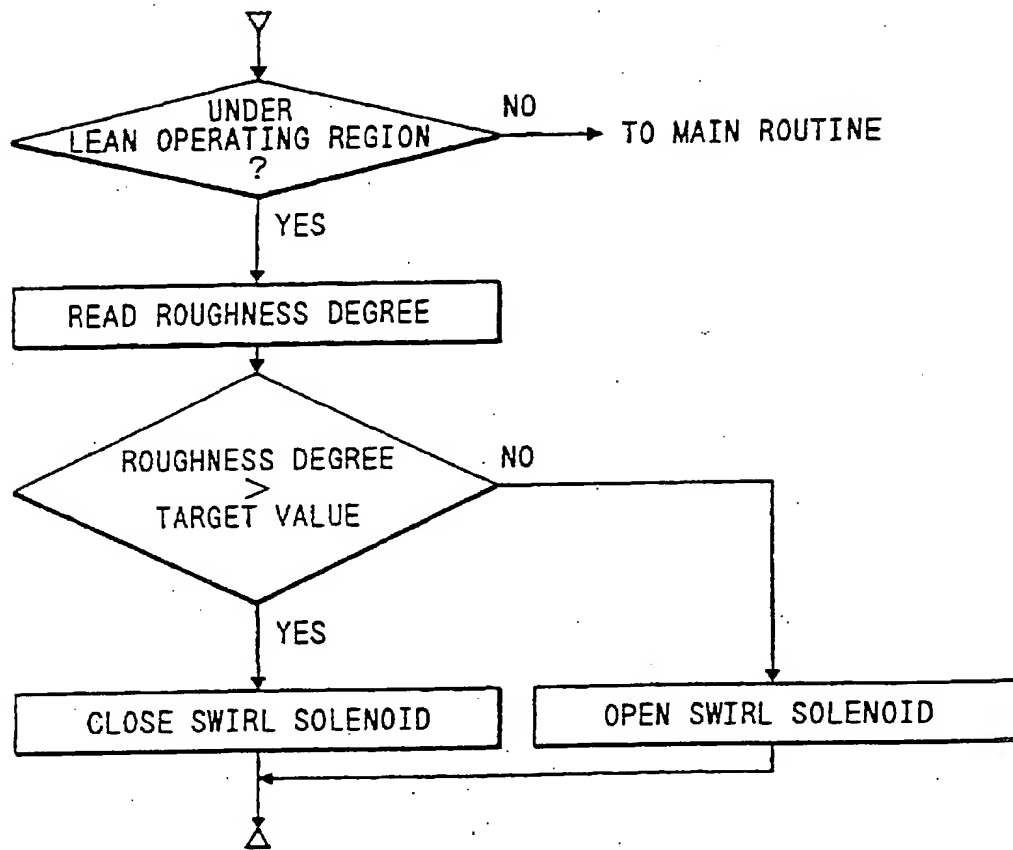 UNDER
LEAN OPERATING REGION
?
NO
TO MAIN ROUTINE
YES
READ ROUGHNESS DEGREE
ROUGHNESS DEGREE
>
TARGET VALUE
NO
YES
CLOSE SWIRL SOLENOID
OPEN SWIRL SOLENOID